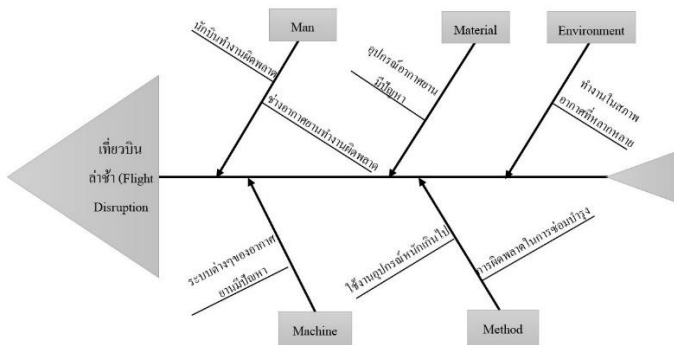 Man
Material
Environment
นักบินทำงานผิดพลาด
ช่างอากาศยานทำงานผิดพลาด
อุปกรณ์อากาศยาน
มีปัญหา
ทำงานในสภาพ
อากาศที่หลากหลาย
เที่ยวบิน
ล่าช้า (Flight
Disruption
ระบบต่างๆของอากาศ
ยานมีปัญหา
ใช้งานอุปกรณ์หนักเกินไป
การผิดพลาดในการซ่อมบำรุง
Machine
Method